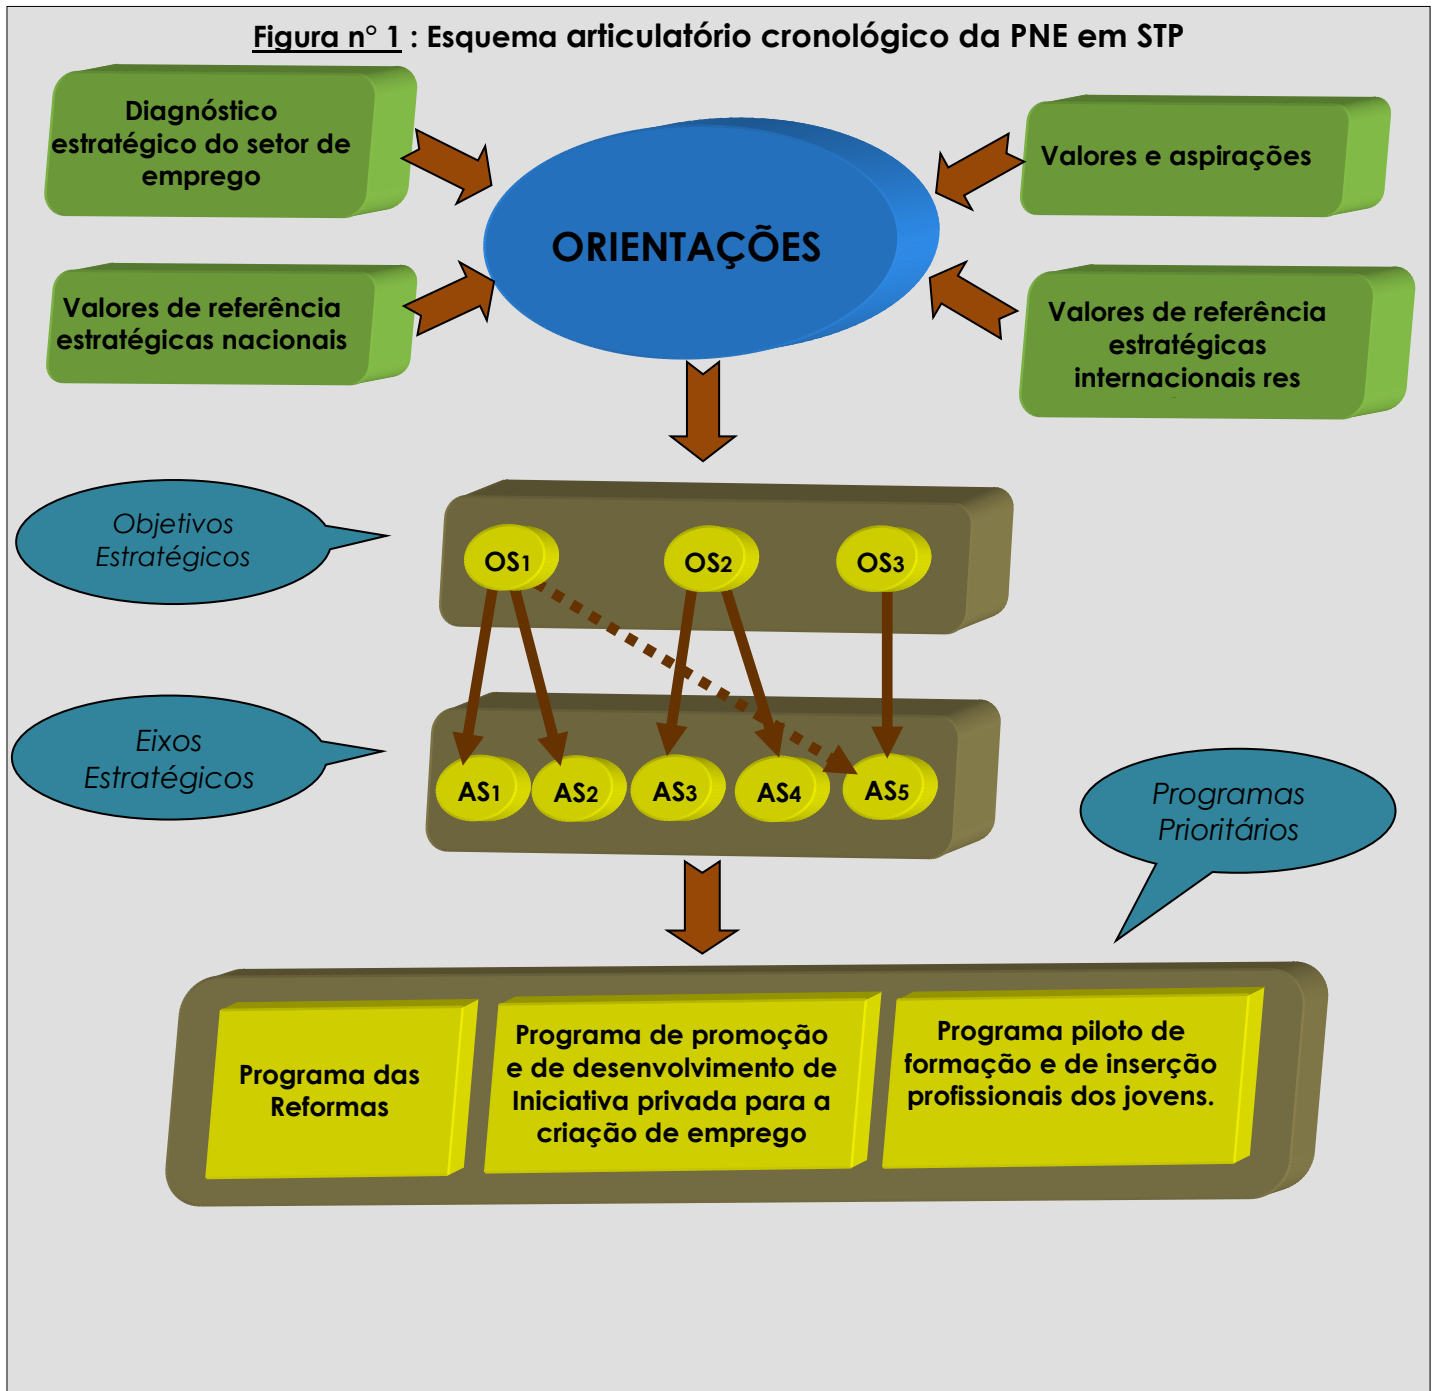 Figura n° 1 : Esquema articulatório cronológico da PNE em STP
Diagnóstico
estratégico do setor de
emprego
Valores e aspirações
ORIENTAÇÕES
Valores de referência
estratégicas nacionais
Valores de referência
estratégicas
internacionais res
Objetivos
Estratégicos
OS1
OS2
OS3
Eixos
Estratégicos
AS1
AS2
AS3
AS4
AS5
Programas
Prioritários
Programa das
Reformas
Programa de promoção
e de desenvolvimento de
Iniciativa privada para a
criação de emprego
Programa piloto de
formação e de inserção
profissionais dos jovens.